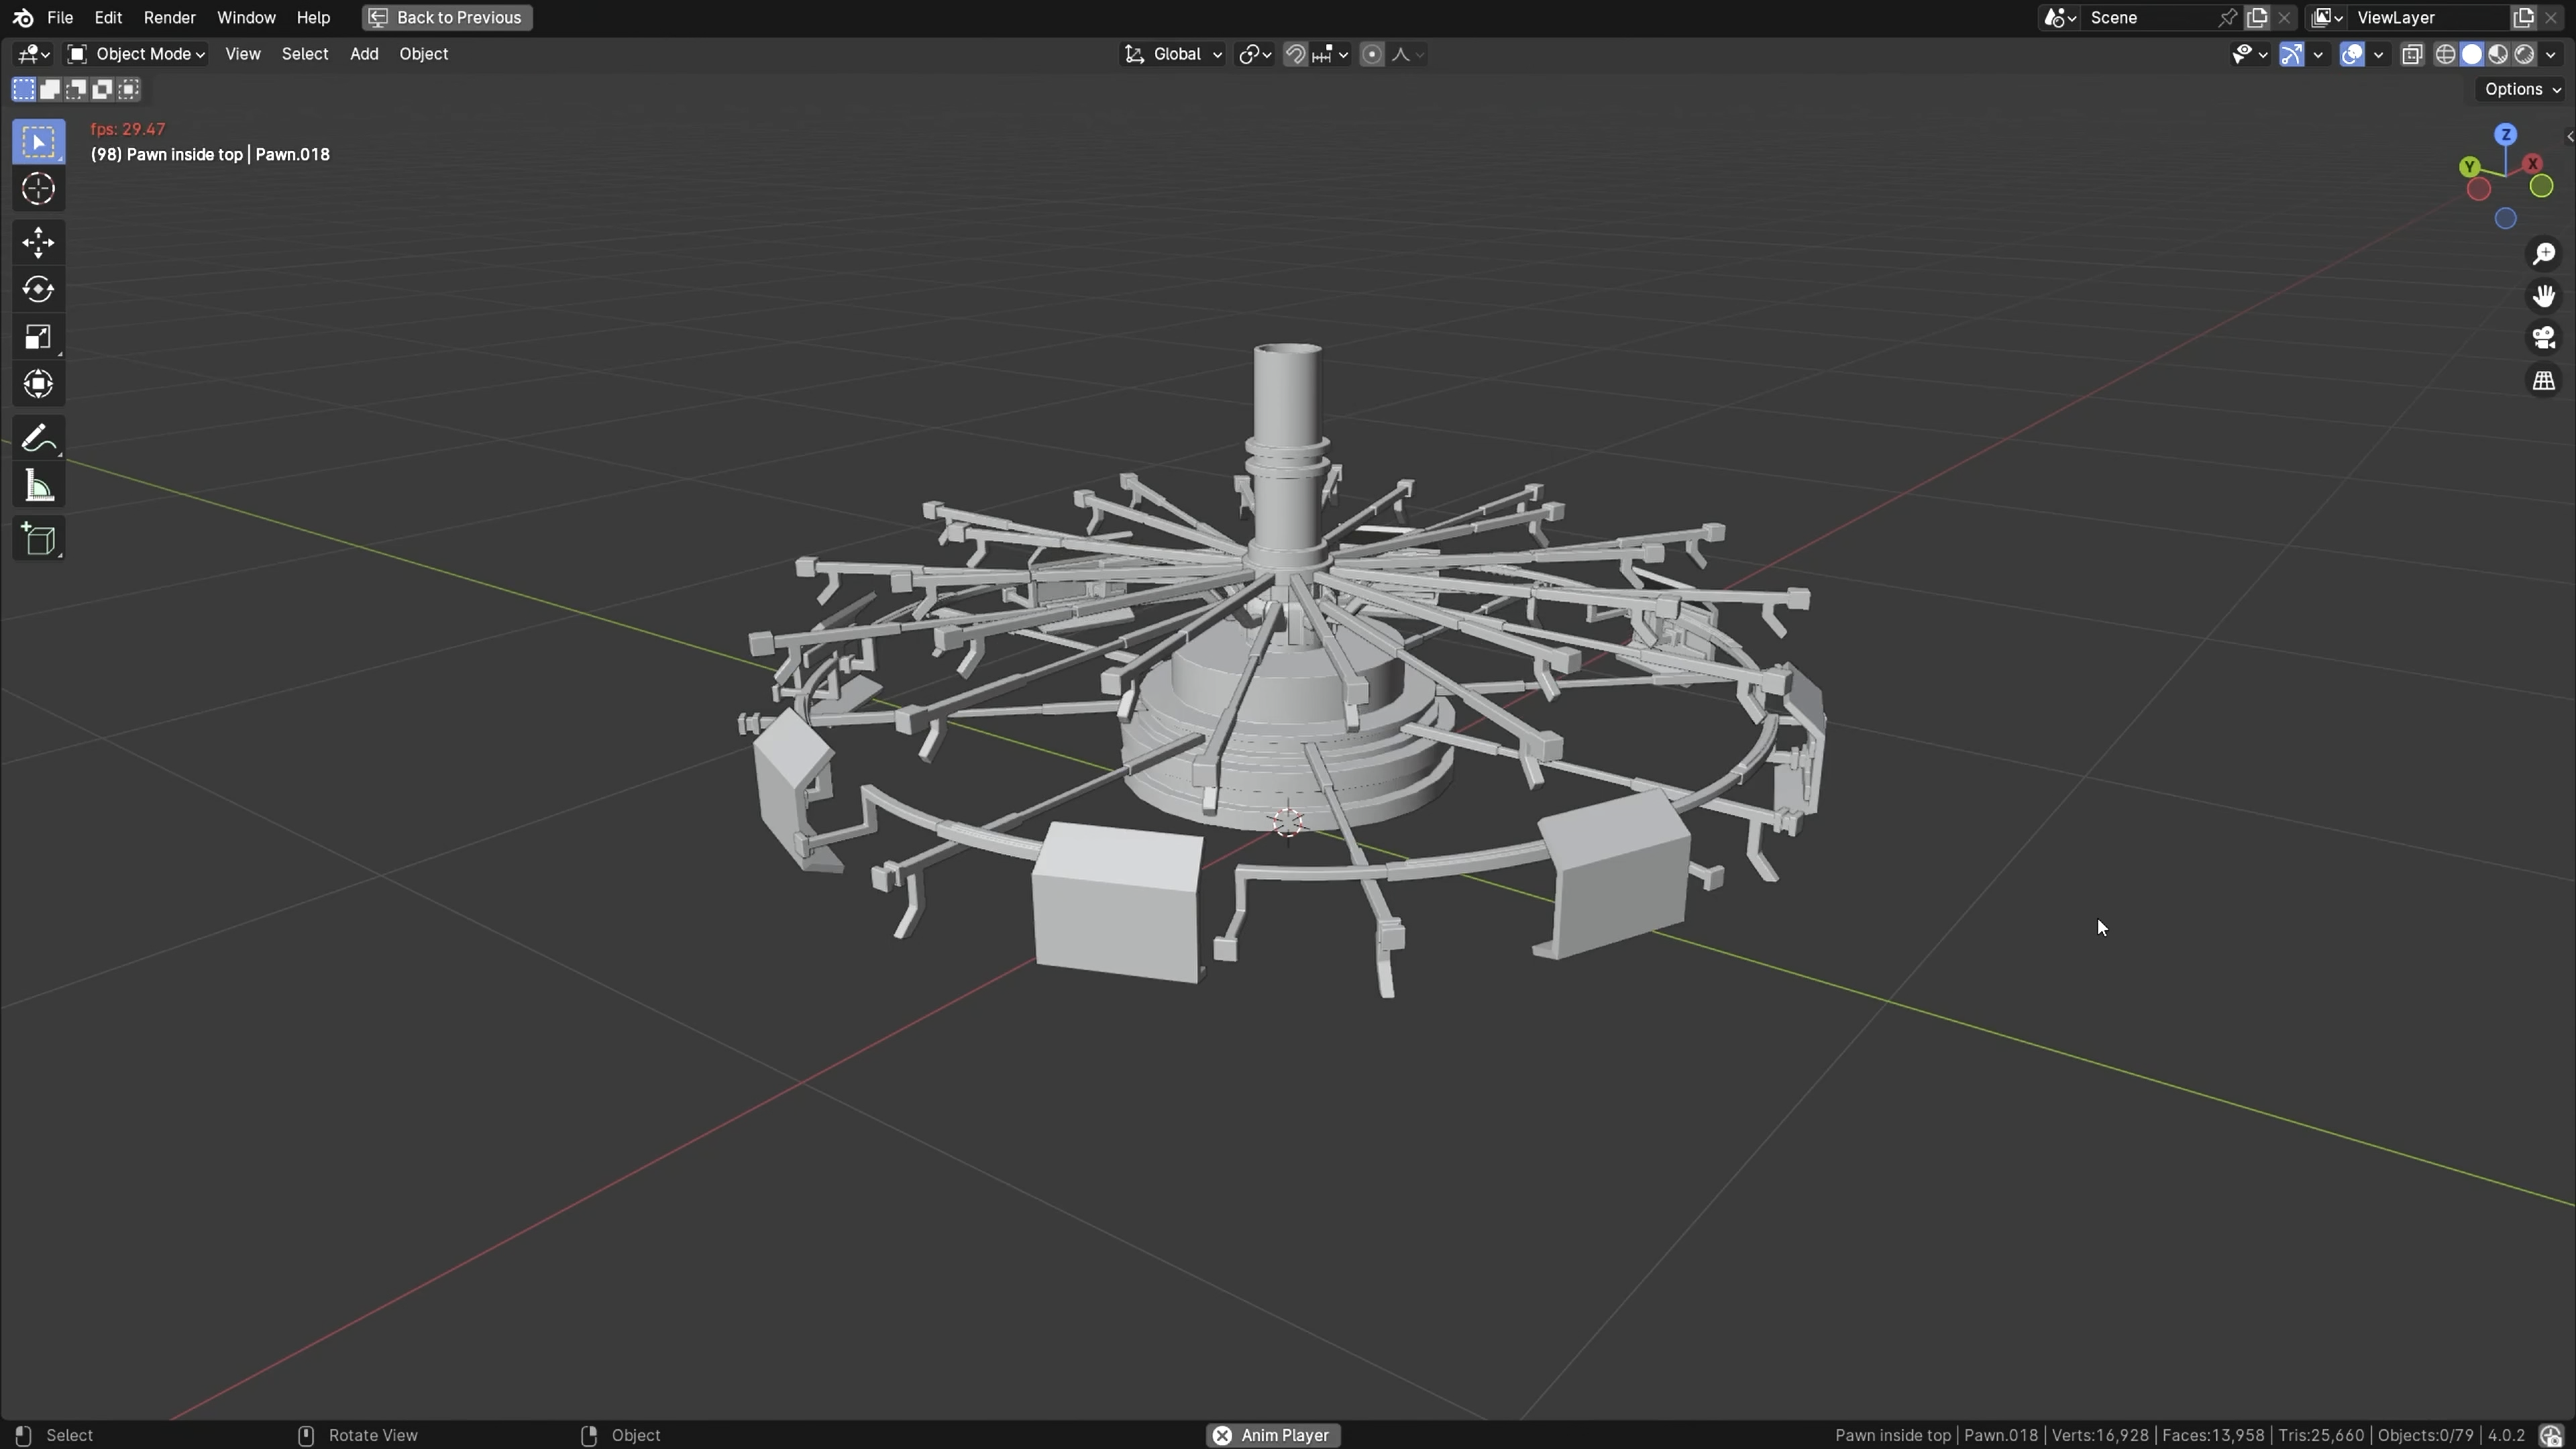 File Edit Render Window Help Back to Previous Scene ViewLayer
Object Mode View Select Add Object Global
Options
fps: 29.47
(98) Pawn inside top | Pawn.018
Z
Y X
Select Rotate View Object Anim Player Pawn inside top | Pawn.018 | Verts:16,928 | Faces:13,958 | Tris:25,660 | Objects:0/79 | 4.0.2